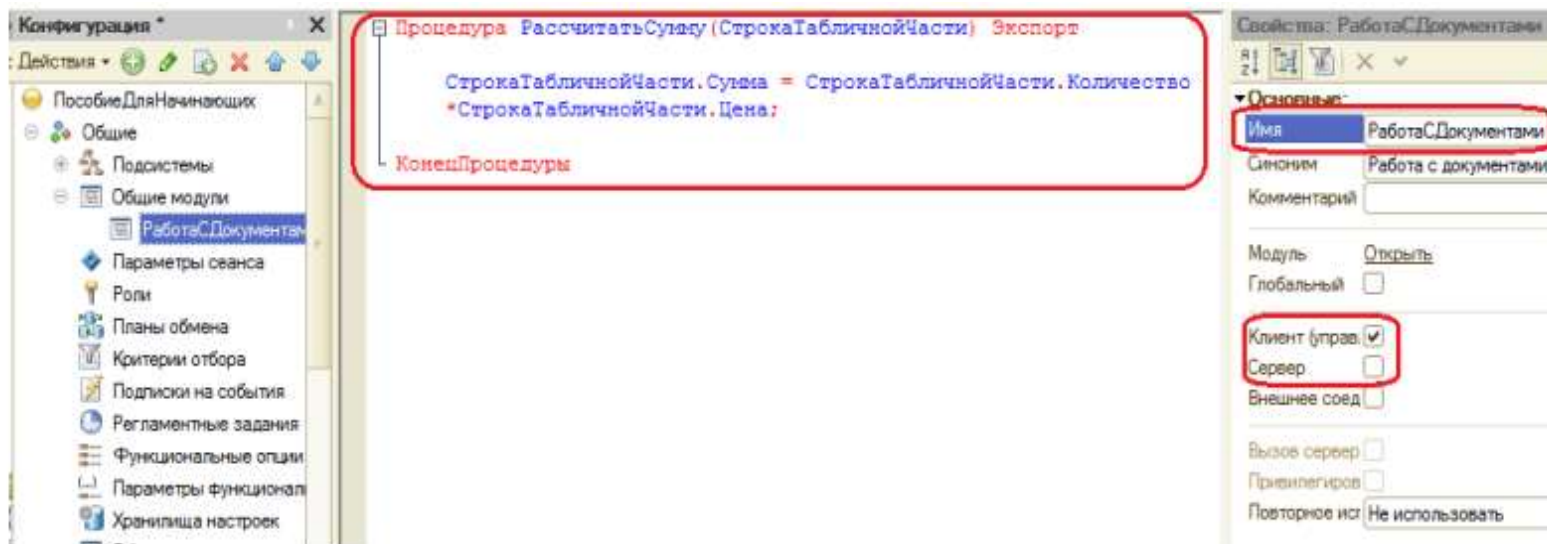 Конфигурация *
Действия
ПособиеДляНачинающих
Общие
Подсистемы
Общие модули
РаботаСДокументам
Параметры сеанса
Роли
Планы обмена
Критерии отбора
Подписки на события
Регламентные задания
Функциональные опции
Параметры функционал
Хранилища настроек
Процедура РассчитатьСумму(СтрокаТабличнойЧасти) Экспорт
СтрокаТабличнойЧасти.Сумма = СтрокаТабличнойЧасти.Количество
*СтрокаТабличнойЧасти.Цена;
КонецПроцедуры
Свойства: РаботаСДокументами
Основные:
Имя РаботаСДокументами
Синоним Работа с документами
Комментарий
Модуль Открыть
Глобальный
Клиент (управ.
Сервер
Внешнее соед
Вызов сервер
Привилегиров
Повторное исг Не использовать